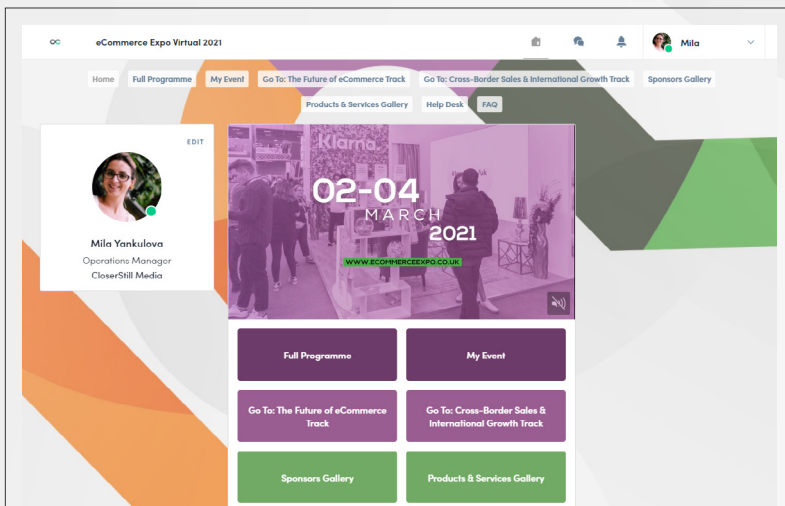 eCommerce Expo Virtual 2021
Mila
Home Full Programme My Event Go To: The Future of eCommerce Track Go To: Cross-Border Sales & International Growth Track Sponsors Gallery
Products & Services Gallery Help Desk FAQ
EDIT
Mila Yankulova
Operations Manager
CloserStill Media
Klarna.
02-04
MARCH
2021
WWW.ECOMMERCEEXPO.CO.UK
Full Programme
My Event
Go To: The Future of eCommerce
Track
Go To: Cross-Border Sales &
International Growth Track
Sponsors Gallery
Products & Services Gallery